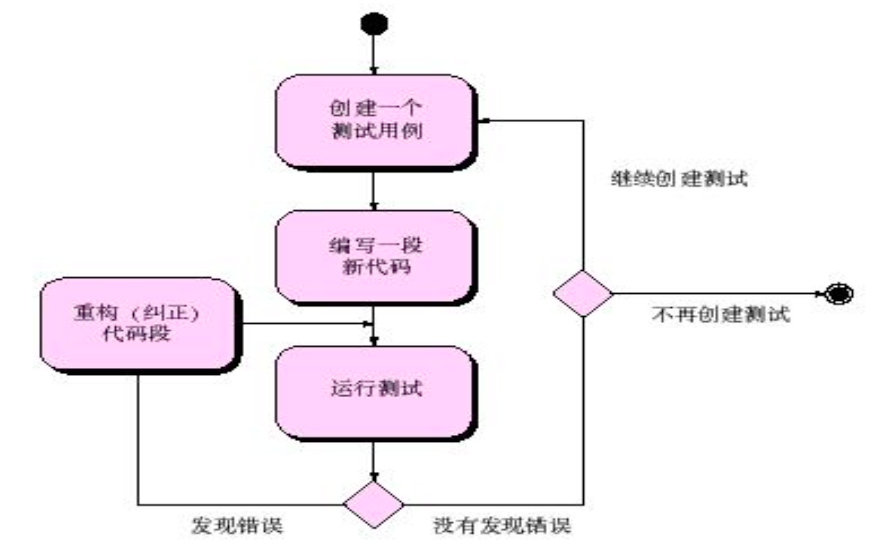 创建一个
测试用例
继续创建测试
编写一段
新代码
重构（纠正）
代码段
不再创建测试
运行测试
发现错误
没有发现错误